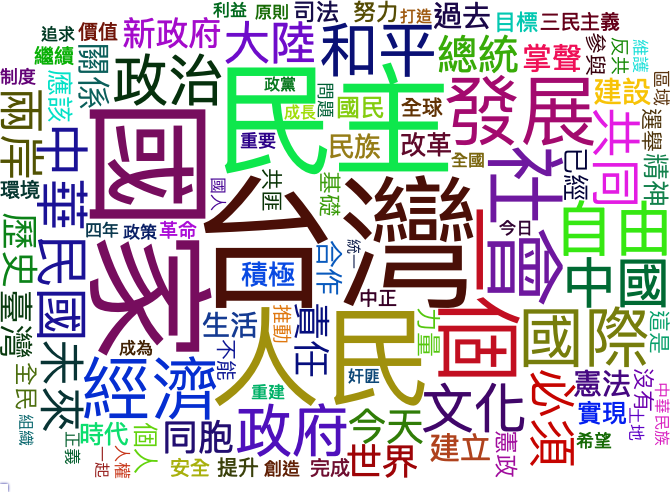 利益
原則
司法
努力
打造
過去
目標
三民主義
追求
價值
新政府
大陸
和平
總統
掌聲
參與
反共
維護
繼續
關係
政治
民主
政黨
問題
國民
全球
發展
建設
區域
制度
應該
成長
兩岸
中華民國
國家
重要
民族
改革
全國
社會
共同
選舉
已經
精神
環境
國人
共匪
基礎
台灣
一個
自由
歷史
四年
政策
革命
今日
合作
統一
積極
中正
中國
臺灣
未來
成為
生活
推動
責任
人民
力量
國際
這是
全民
經濟
不能
重建
奸匪
文化
必須
憲法
沒有
中華民族
組織
正義
時代
個人
同胞
政府
今天
建立
憲政
實現
土地
希望
人權
一起
安全
提升
創造
完成
世界